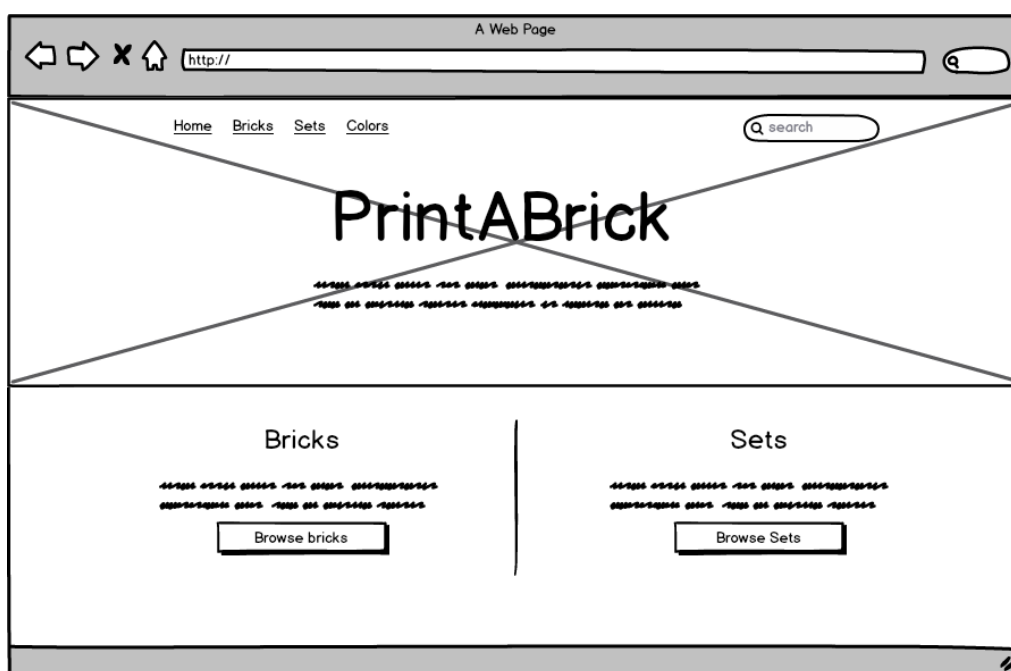 A Web Page
http://
Home Bricks Sets Colors search
PrintABrick
Bricks Sets
Browse bricks Browse Sets